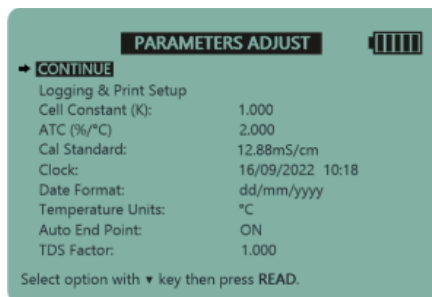 PARAMETERS ADJUST
➡ CONTINUE
Logging & Print Setup
Cell Constant (K): 1.000
ATC (%/°C) 2.000
Cal Standard: 12.88mS/cm
Clock: 16/09/2022 10:18
Date Format: dd/mm/yyyy
Temperature Units: °C
Auto End Point: ON
TDS Factor: 1.000
Select option with ▼ key then press READ.